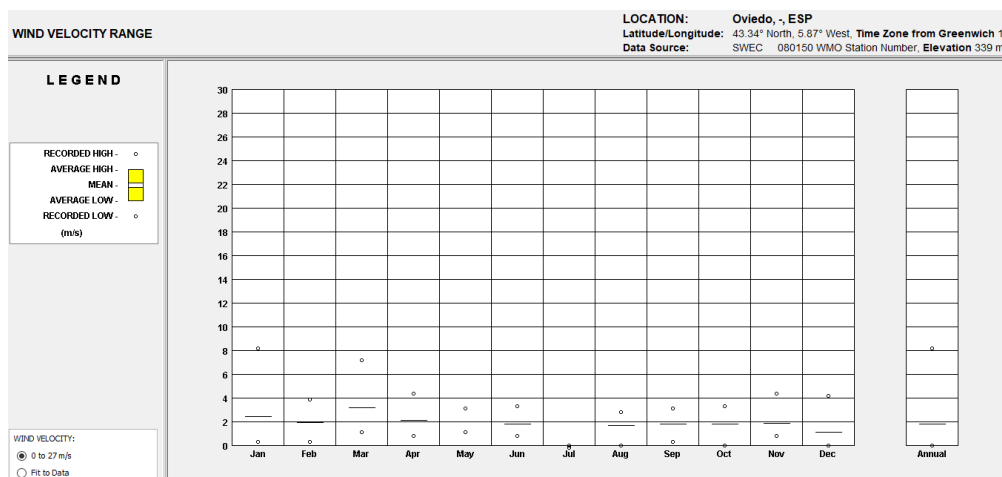 WIND VELOCITY RANGE
LOCATION: Oviedo, -, ESP
Latitude/Longitude: 43.34° North, 5.87° West, Time Zone from Greenwich 1
Data Source: SWEC 080150 WMO Station Number, Elevation 339 m
LEGEND
RECORDED HIGH -
AVERAGE HIGH -
MEAN -
AVERAGE LOW -
RECORDED LOW -
(m/s)
WIND VELOCITY:
0 to 27 m/s
Fit to Data
30
28
26
24
22
20
18
16
14
12
10
8
6
4
2
0
Jan Feb Mar Apr May Jun Jul Aug Sep Oct Nov Dec Annual